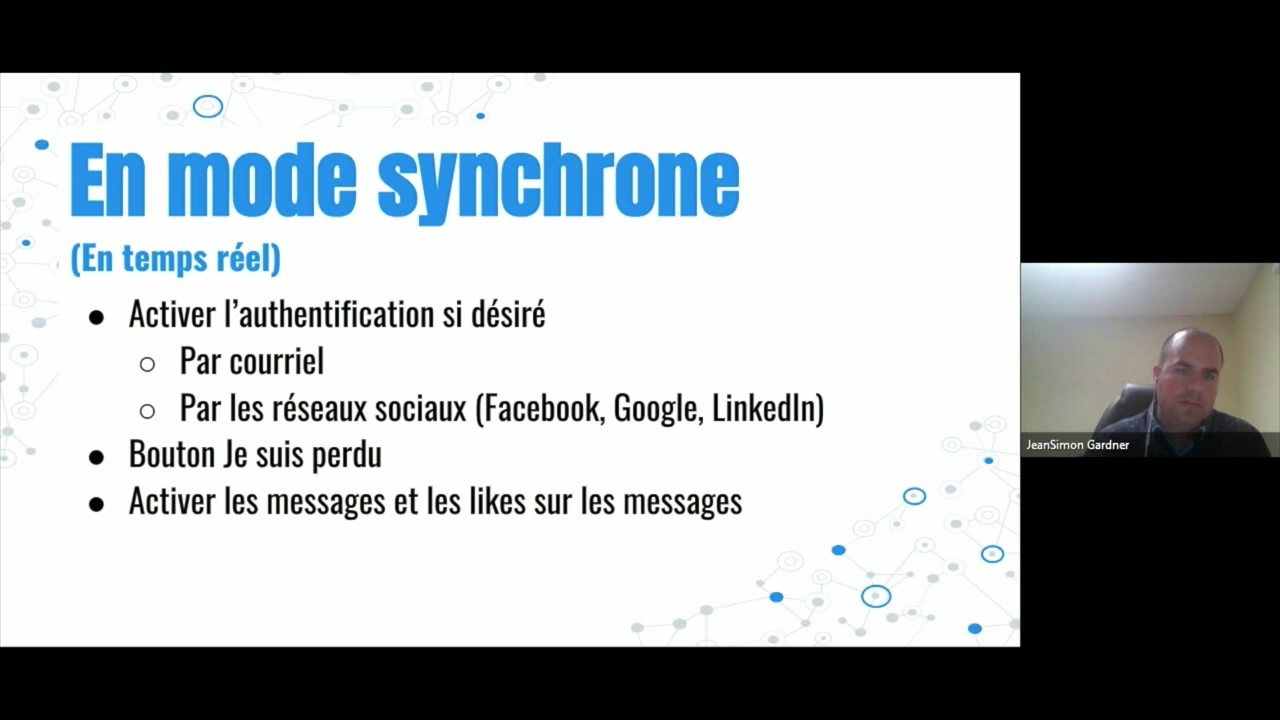 En mode synchrone
(En temps réel)
● Activer l’authentification si désiré
○ Par courriel
○ Par les réseaux sociaux (Facebook, Google, LinkedIn)
● Bouton Je suis perdu
● Activer les messages et les likes sur les messages
JeanSimon Gardner